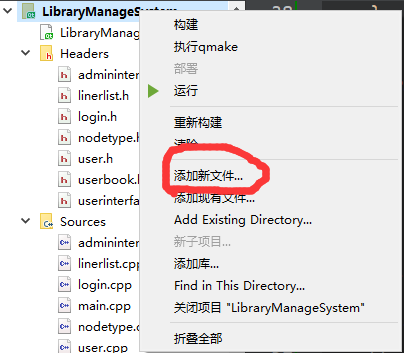 LibraryManageSystem
LibraryManag
Headers
admininter
linerlist.h
login.h
nodetype.h
user.h
userbook.h
userinterfa
Sources
admininter
linerlist.cpp
login.cpp
main.cpp
nodetype.c
user.cpp
构建
执行qmake
部署
运行
重新构建
清除
添加新文件...
添加现有文件...
Add Existing Directory...
新子项目...
添加库...
Find in This Directory...
关闭项目 "LibraryManageSystem"
折叠全部